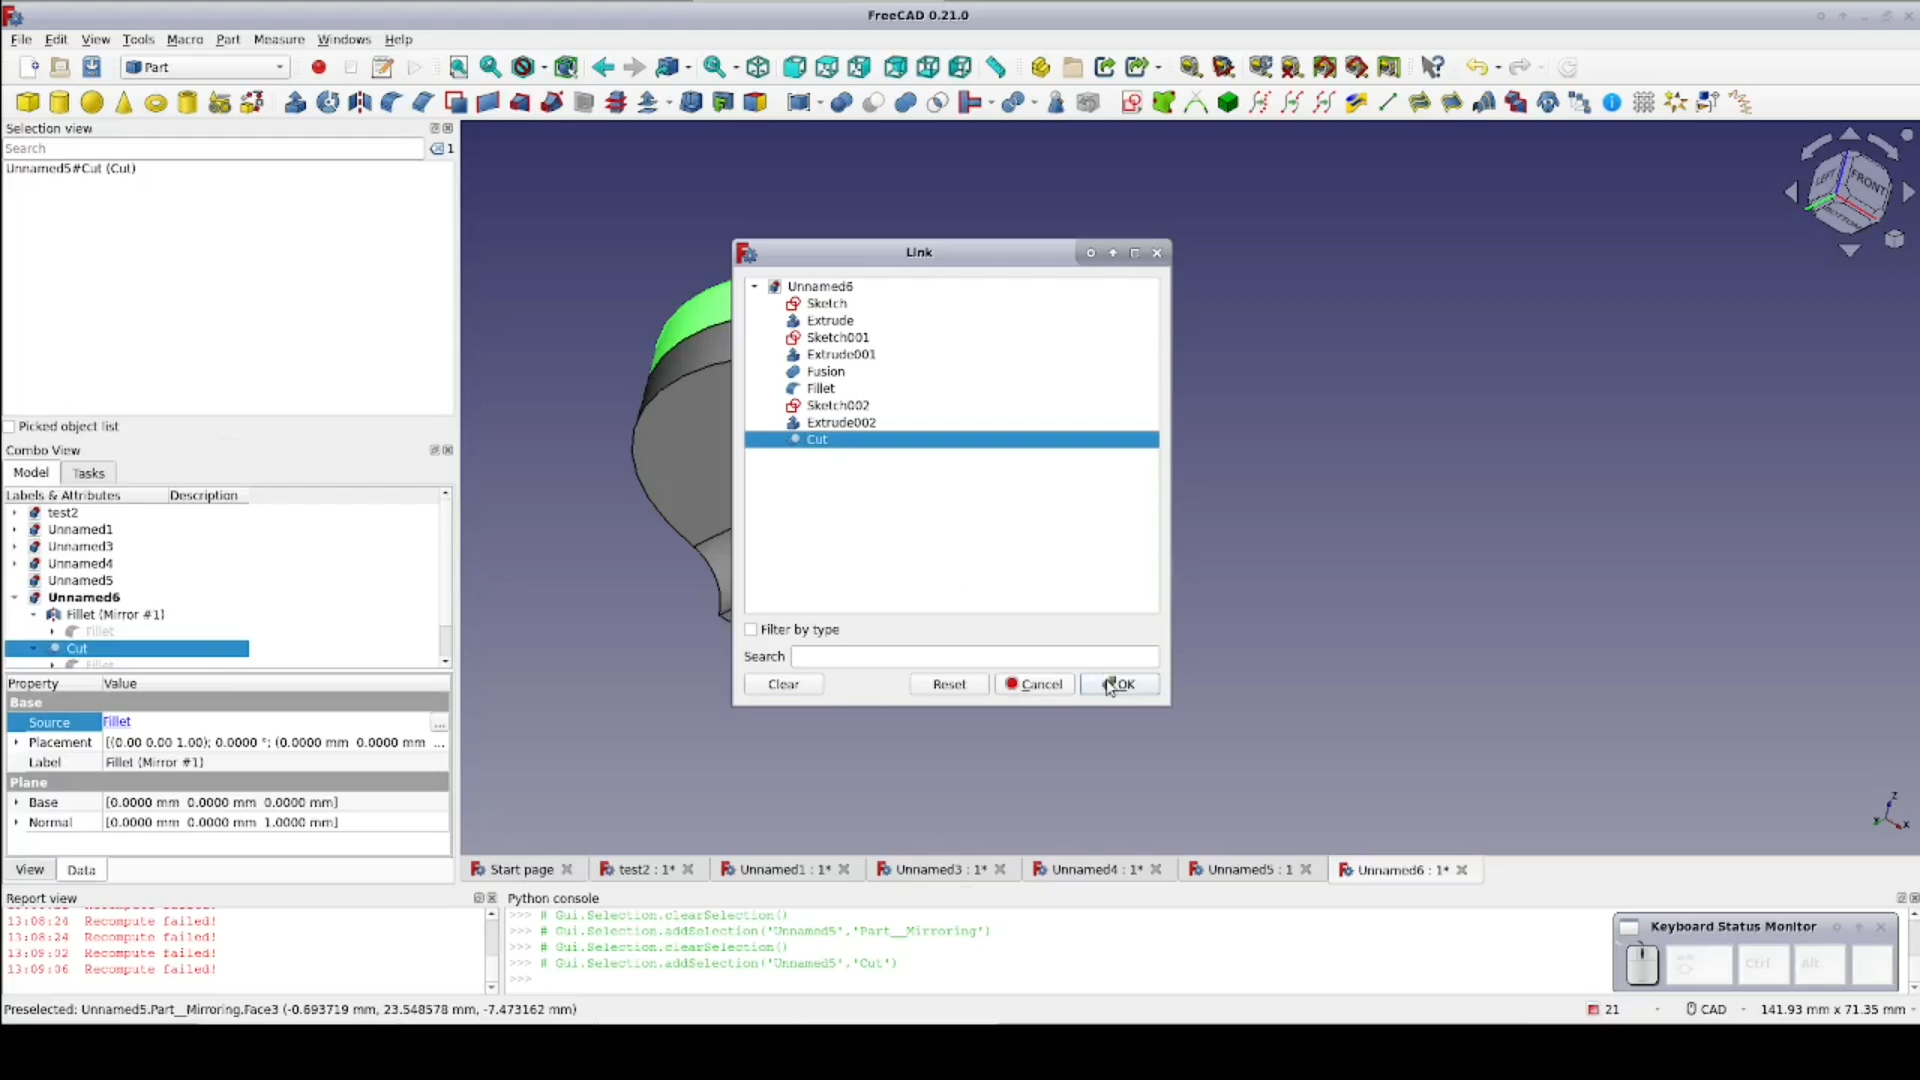 FreeCAD 0.21.0
File Edit View Tools Macro Part Measure Windows Help
Part
Selection view
Search
1
Unnamed5#Cut (Cut)
Picked object list
Combo View
Model Tasks
Labels & Attributes Description
test2
Unnamed1
Unnamed3
Unnamed4
Unnamed5
Unnamed6
Fillet (Mirror #1)
Fillet
Cut
Fillet
Property Value
Base
Source Fillet ...
Placement [(0.00 0.00 1.00); 0.0000 °; (0.0000 mm 0.0000 mm ...
Label Fillet (Mirror #1)
Plane
Base [0.0000 mm 0.0000 mm 0.0000 mm]
Normal [0.0000 mm 0.0000 mm 1.0000 mm]
View Data
LEFT FRONT BOTTOM
Link
Unnamed6
Sketch
Extrude
Sketch001
Extrude001
Fusion
Fillet
Sketch002
Extrude002
Cut
Filter by type
Search
Clear Reset Cancel OK
Z
Y X
Start page test2 : 1* Unnamed1 : 1* Unnamed3 : 1* Unnamed4 : 1* Unnamed5 : 1 Unnamed6 : 1*
Report view
13:08:24 Recompute failed!
13:08:24 Recompute failed!
13:09:02 Recompute failed!
13:09:06 Recompute failed!
Python console
>>> # Gui.Selection.clearSelection()
>>> # Gui.Selection.addSelection('Unnamed5','Part__Mirroring')
>>> # Gui.Selection.clearSelection()
>>> # Gui.Selection.addSelection('Unnamed5','Cut')
>>>
Keyboard Status Monitor
Ctrl Alt
Preselected: Unnamed5.Part__Mirroring.Face3 (-0.693719 mm, 23.548578 mm, -7.473162 mm)
21 CAD 141.93 mm x 71.35 mm